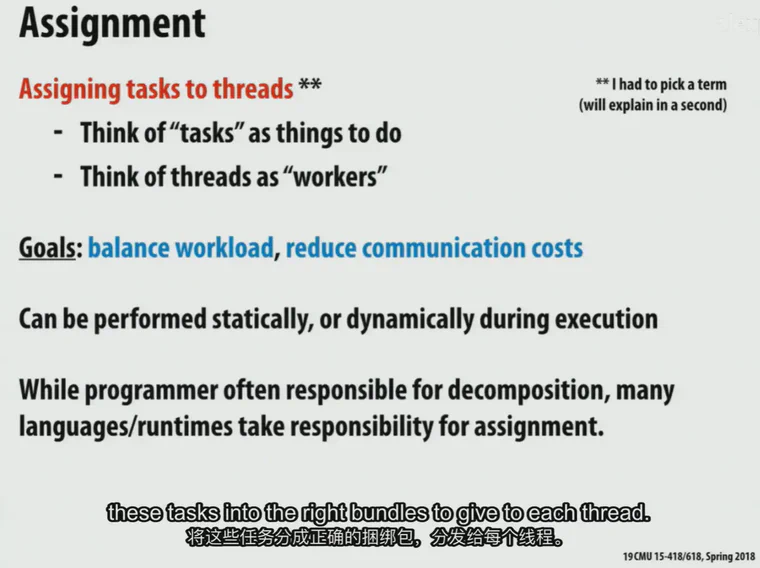 Assignment
Assigning tasks to threads **
** I had to pick a term
(will explain in a second)
- Think of “tasks” as things to do
- Think of threads as “workers”
Goals: balance workload, reduce communication costs
Can be performed statically, or dynamically during execution
While programmer often responsible for decomposition, many
languages/runtimes take responsibility for assignment.
these tasks into the right bundles to give to each thread.
将这些任务分成正确的捆绑包，分发给每个线程。
19CMU 15-418/618, Spring 2018